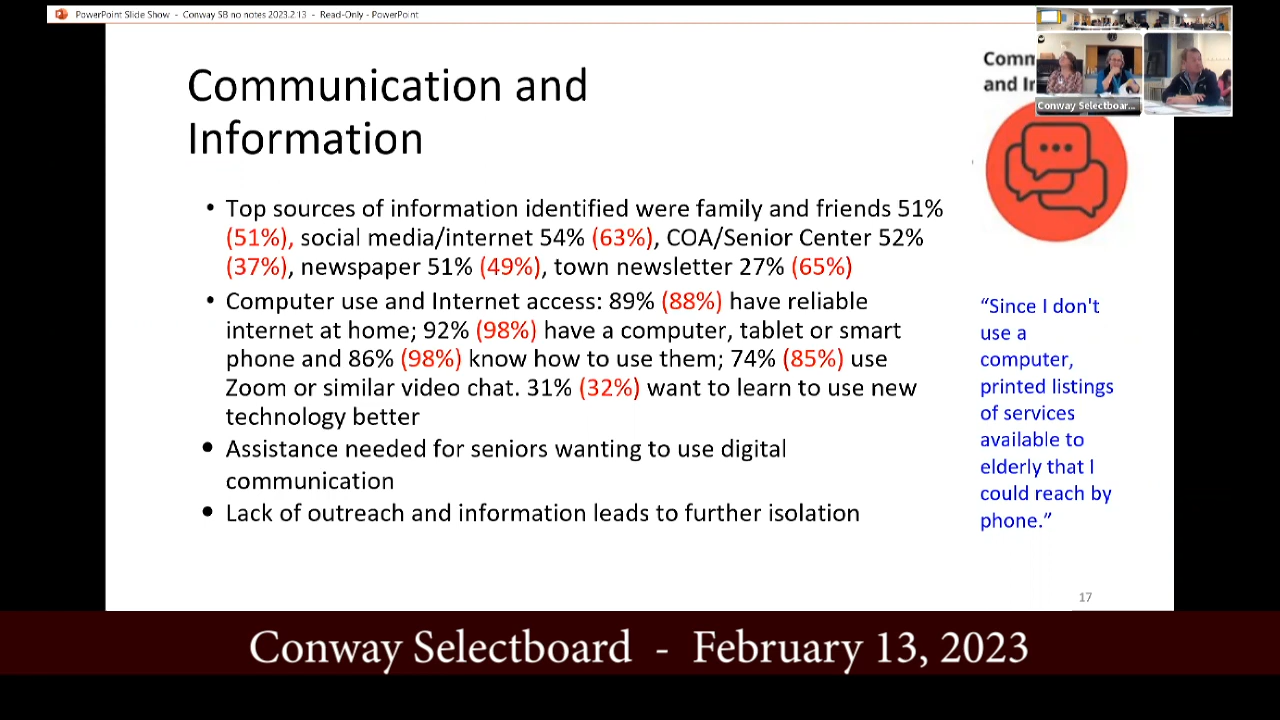 PowerPoint Slide Show - Conway SB no notes 2023.2.13 - Read-Only - PowerPoint
Communication and
Information
• Top sources of information identified were family and friends 51%
(51%), social media/internet 54% (63%), COA/Senior Center 52%
(37%), newspaper 51% (49%), town newsletter 27% (65%)
• Computer use and Internet access: 89% (88%) have reliable
internet at home; 92% (98%) have a computer, tablet or smart
phone and 86% (98%) know how to use them; 74% (85%) use
Zoom or similar video chat. 31% (32%) want to learn to use new
technology better
• Assistance needed for seniors wanting to use digital
communication
• Lack of outreach and information leads to further isolation
Comm
and In
Conway Selectboar...
“Since I don't
use a
computer,
printed listings
of services
available to
elderly that I
could reach by
phone.”
17
Conway Selectboard - February 13, 2023